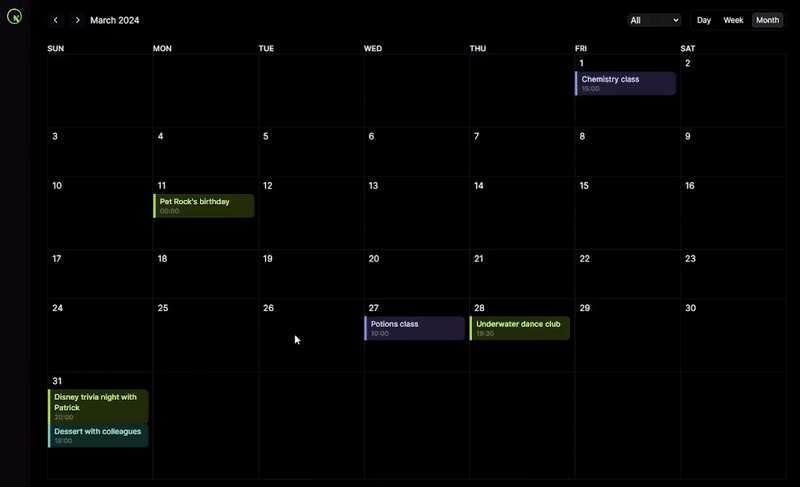 March 2024
All
Day
Week
Month
SUN MON TUE WED THU FRI SAT
1 2
Chemistry class
15:00
3 4 5 6 7 8 9
10 11 12 13 14 15 16
Pet Rock's birthday
00:00
17 18 19 20 21 22 23
24 25 26 27 28 29 30
Potions class
10:00
Underwater dance club
19:30
31
Disney trivia night with
Patrick
20:00
Dessert with colleagues
19:00